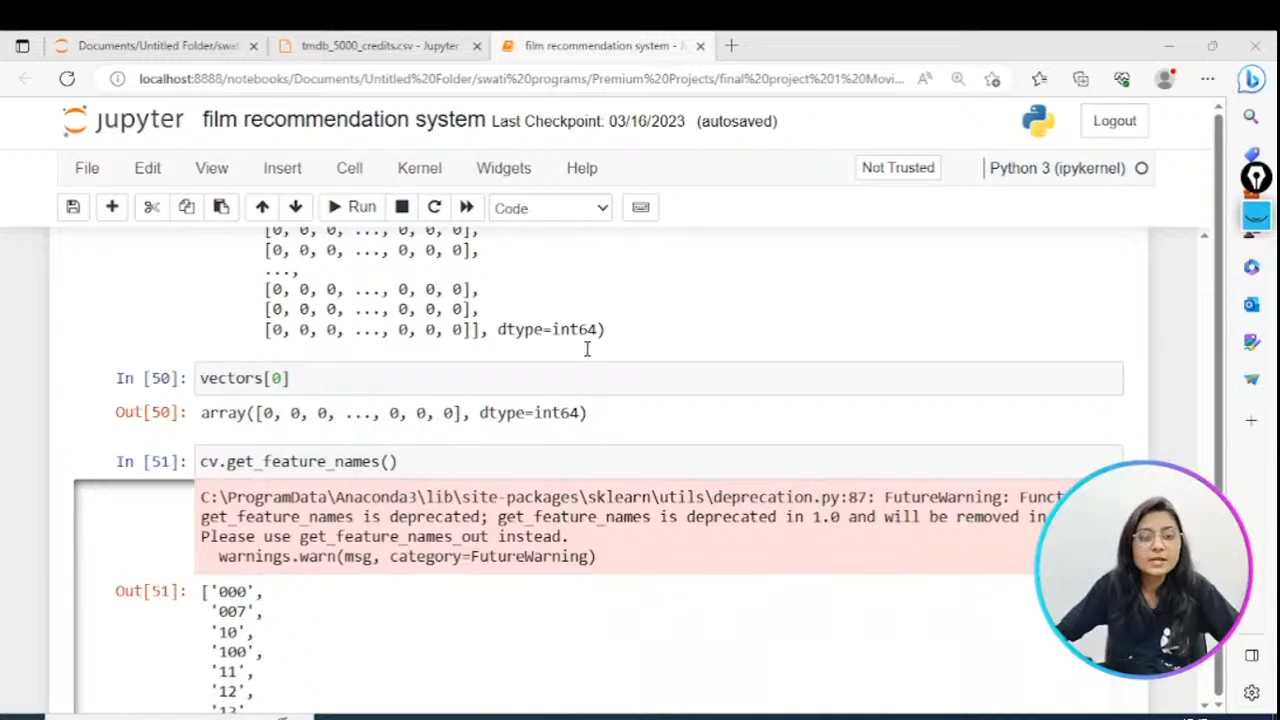 Documents/Untitled Folder/swat
tmdb_5000_credits.csv - Jupyter
film recommendation system -
localhost:8888/notebooks/Documents/Untitled%20Folder/swati%20programs/Premium%20Projects/final%20project%201%20Movi...
jupyter film recommendation system Last Checkpoint: 03/16/2023 (autosaved)
Logout
File Edit View Insert Cell Kernel Widgets Help
Not Trusted
Python 3 (ipykernel)
Run
Code
[0, 0, 0, ..., 0, 0, 0],
[0, 0, 0, ..., 0, 0, 0],
...,
[0, 0, 0, ..., 0, 0, 0],
[0, 0, 0, ..., 0, 0, 0],
[0, 0, 0, ..., 0, 0, 0]], dtype=int64)
In [50]: vectors[0]
Out[50]: array([0, 0, 0, ..., 0, 0, 0], dtype=int64)
In [51]: cv.get_feature_names()
C:\ProgramData\Anaconda3\lib\site-packages\sklearn\utils\deprecation.py:87: FutureWarning: Funct
get_feature_names is deprecated; get_feature_names is deprecated in 1.0 and will be removed in
Please use get_feature_names_out instead.
warnings.warn(msg, category=FutureWarning)
Out[51]: ['000',
'007',
'10',
'100',
'11',
'12',
'13'